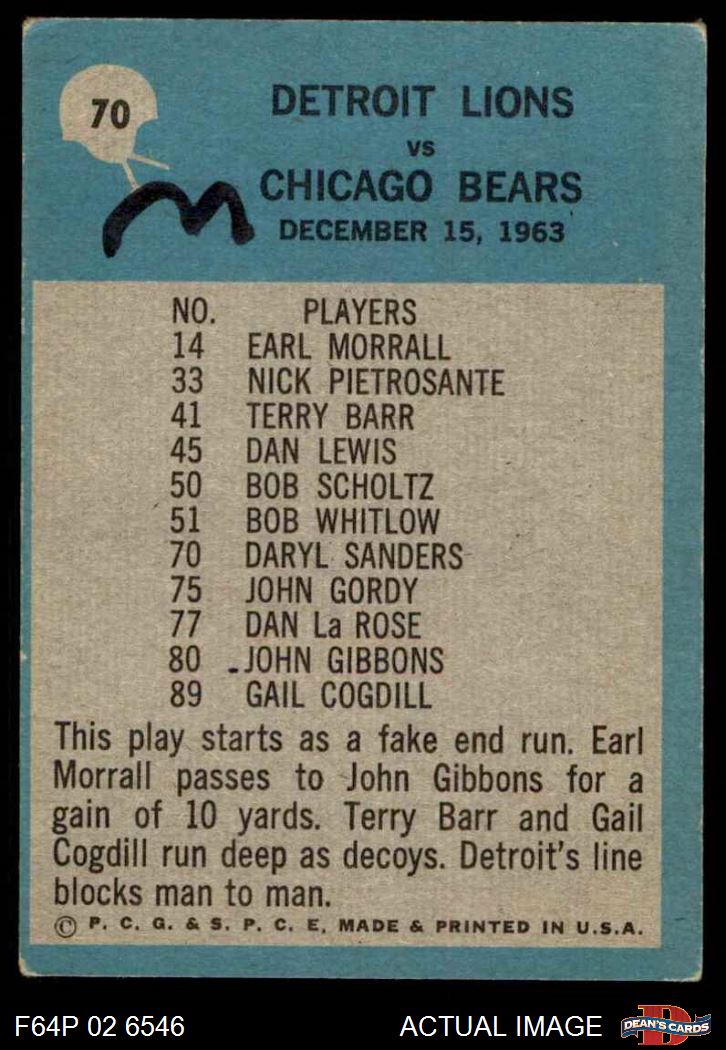 70
DETROIT LIONS
VS
CHICAGO BEARS
DECEMBER 15, 1963
NO. PLAYERS
14 EARL MORRALL
33 NICK PIETROSANTE
41 TERRY BARR
45 DAN LEWIS
50 BOB SCHOLTZ
51 BOB WHITLOW
70 DARYL SANDERS
75 JOHN GORDY
77 DAN La ROSE
80 JOHN GIBBONS
89 GAIL COGDILL
This play starts as a fake end run. Earl
Morrall passes to John Gibbons for a
gain of 10 yards. Terry Barr and Gail
Cogdill run deep as decoys. Detroit's line
blocks man to man.
© P. C. G. & S. P. C. E. MADE & PRINTED IN U.S.A.
F64P 02 6546 ACTUAL IMAGE
D
DEAN'S CARDS